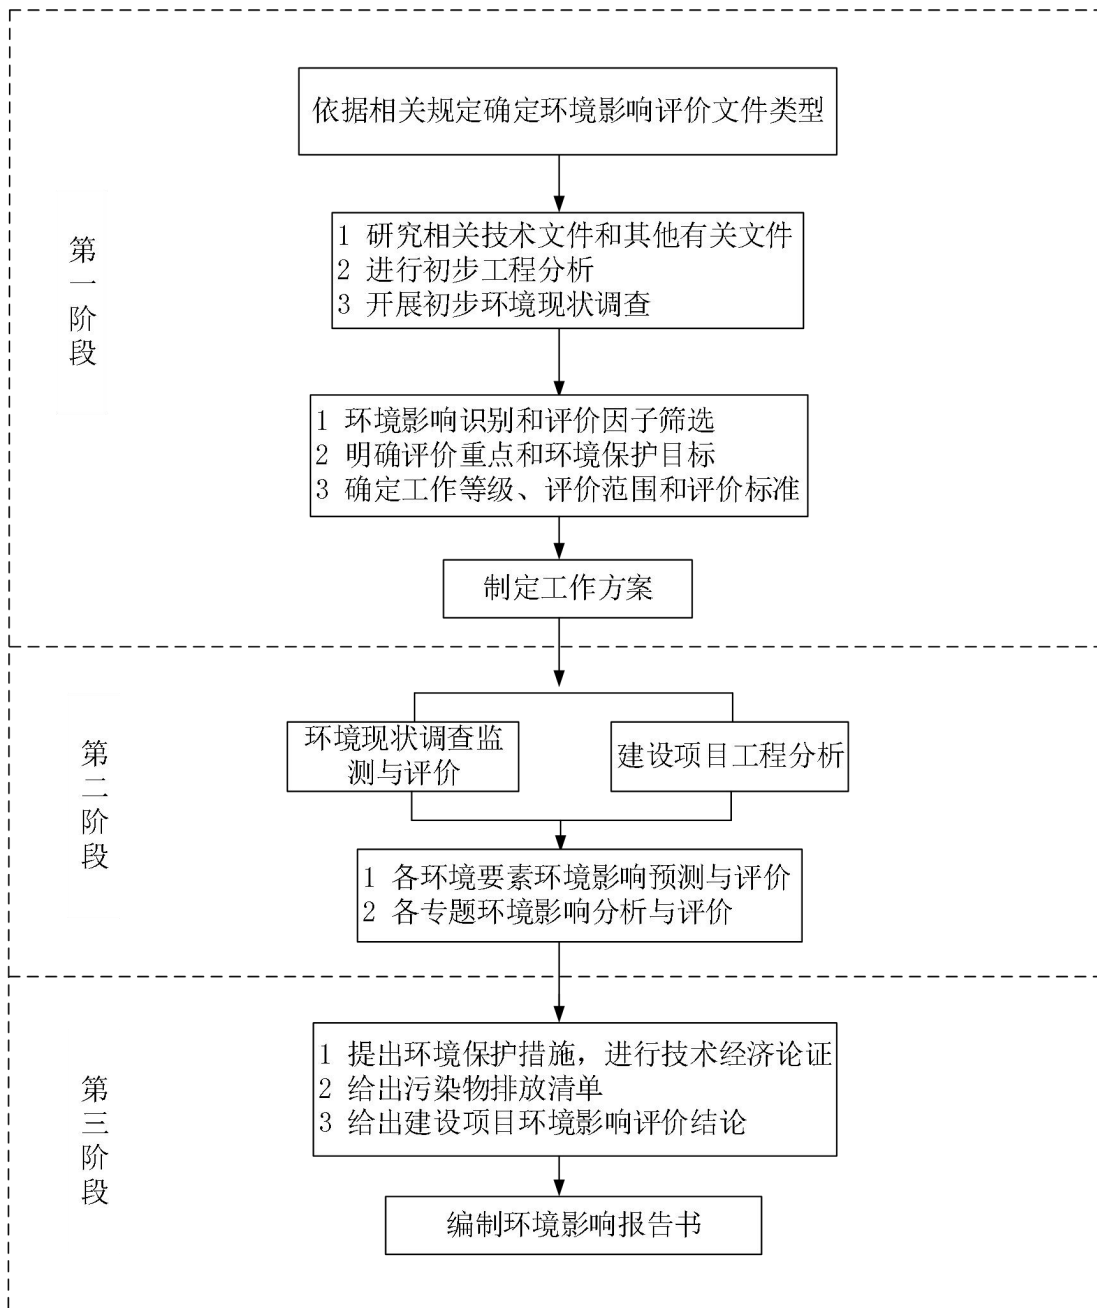 依据相关规定确定环境影响评价文件类型
第一阶段
1 研究相关技术文件和其他有关文件
2 进行初步工程分析
3 开展初步环境现状调查
1 环境影响识别和评价因子筛选
2 明确评价重点和环境保护目标
3 确定工作等级、评价范围和评价标准
制定工作方案
第二阶段
环境现状调查监
测与评价
建设项目工程分析
1 各环境要素环境影响预测与评价
2 各专题环境影响分析与评价
第三阶段
1 提出环境保护措施，进行技术经济论证
2 给出污染物排放清单
3 给出建设项目环境影响评价结论
编制环境影响报告书